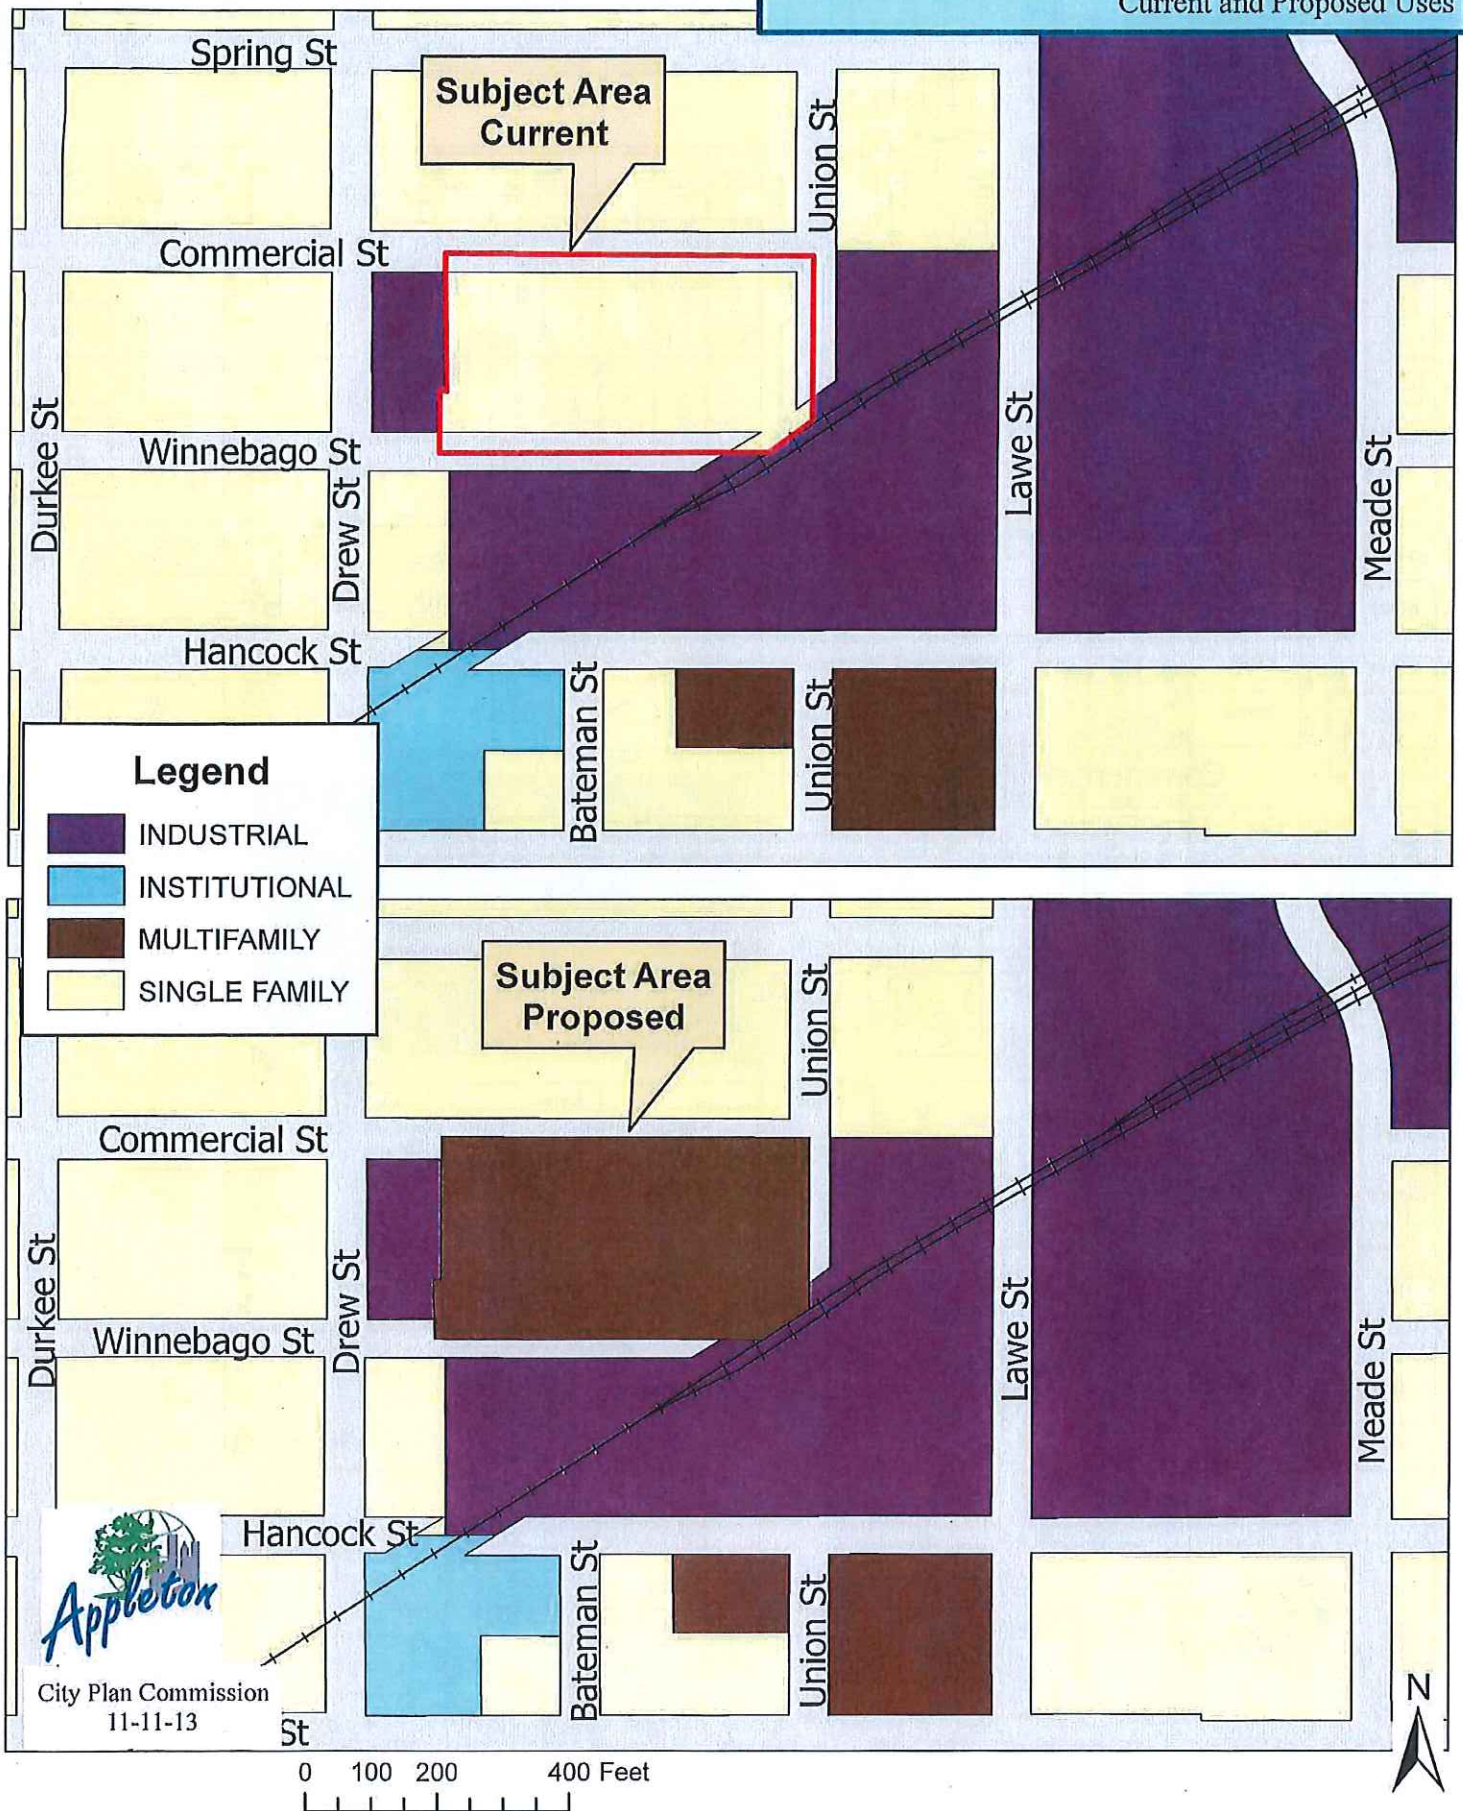 Current and Proposed Uses
Spring St
Subject Area
Current
Union St
Commercial St
Durkee St
Winnebago St
Drew St
Lawe St
Meade St
Hancock St
Bateman St
Union St
Legend
INDUSTRIAL
INSTITUTIONAL
MULTIFAMILY
SINGLE FAMILY
Subject Area
Proposed
Union St
Commercial St
Durkee St
Drew St
Winnebago St
Lawe St
Meade St
Hancock St
Bateman St
Union St
Appleton
City Plan Commission
11-11-13
St
N
0 100 200 400 Feet